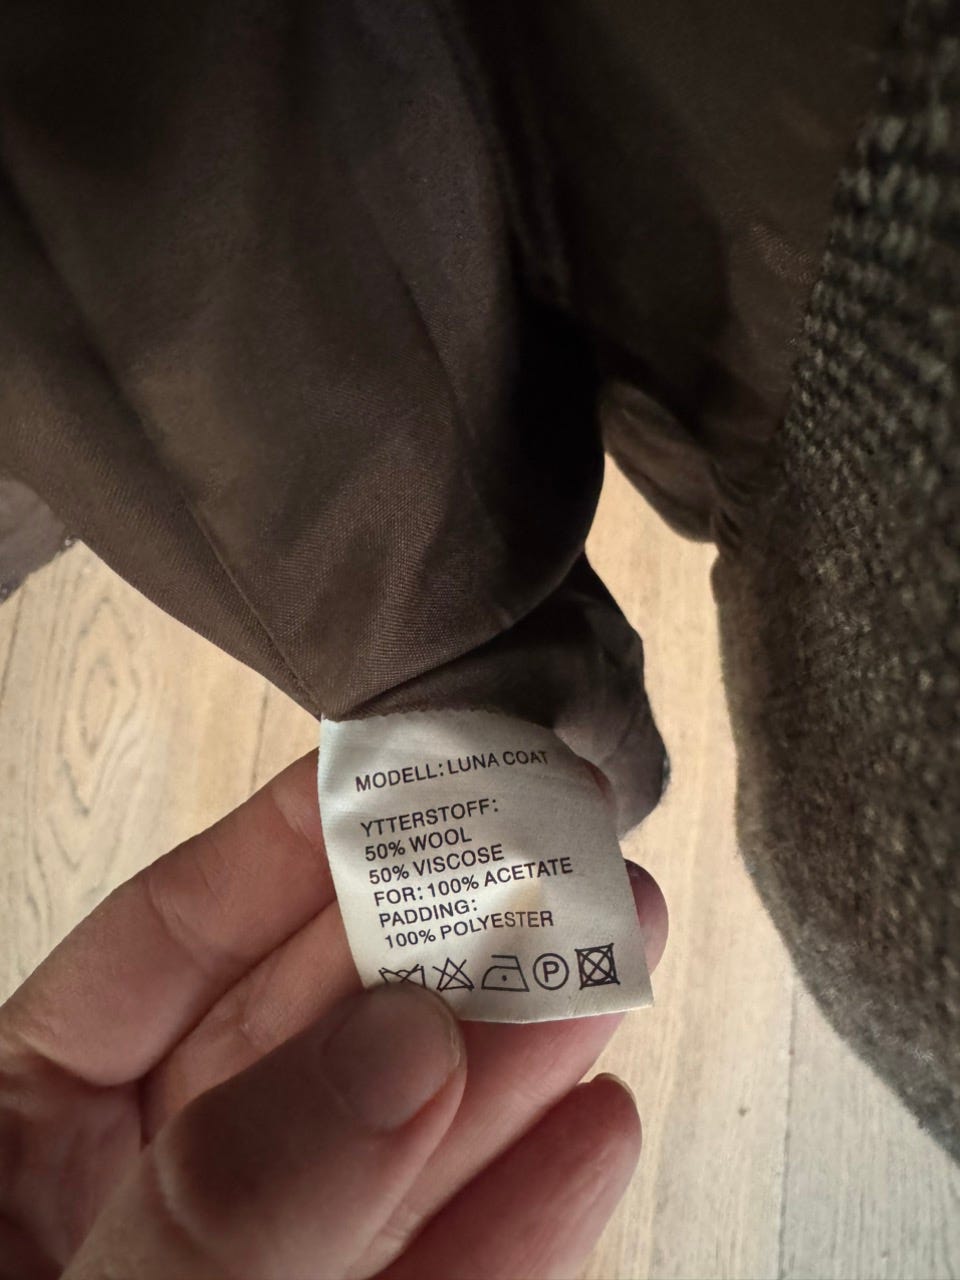 MODELL: LUNA COAT
YTTERSTOFF:
50% WOOL
50% VISCOSE
FOR: 100% ACETATE
PADDING:
100% POLYESTER
P